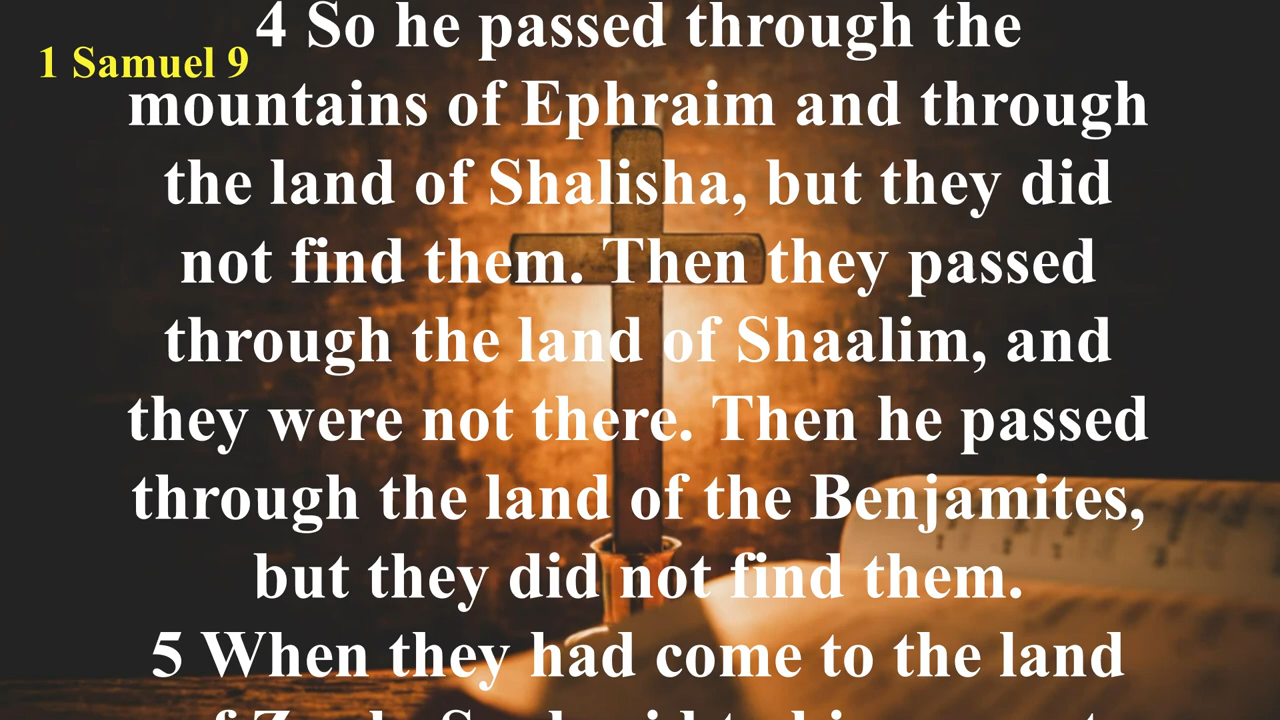 1 Samuel 9
4 So he passed through the
mountains of Ephraim and through
the land of Shalisha, but they did
not find them. Then they passed
through the land of Shaalim, and
they were not there. Then he passed
through the land of the Benjamites,
but they did not find them.
5 When they had come to the land